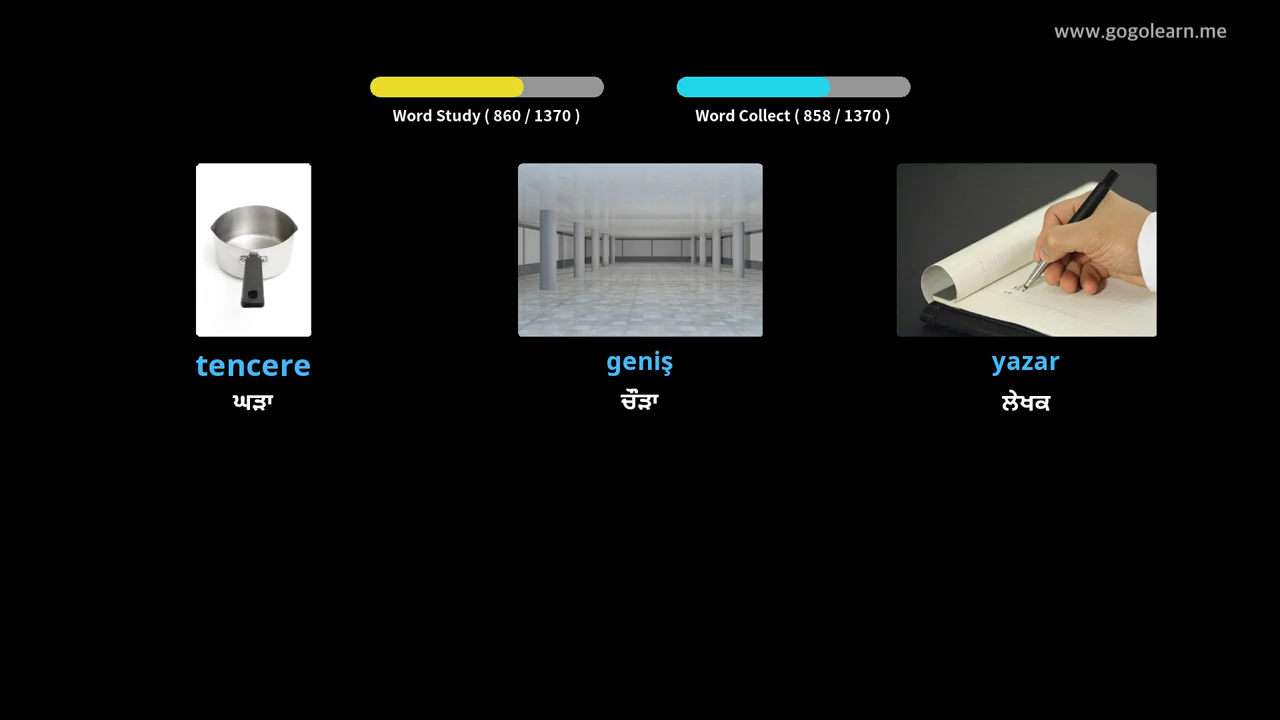 www.gogolearn.me
Word Study ( 860 / 1370 )
Word Collect ( 858 / 1370 )
tencere
geniş
yazar
ਘੜਾ
ਚੌੜਾ
ਲੇਖਕ